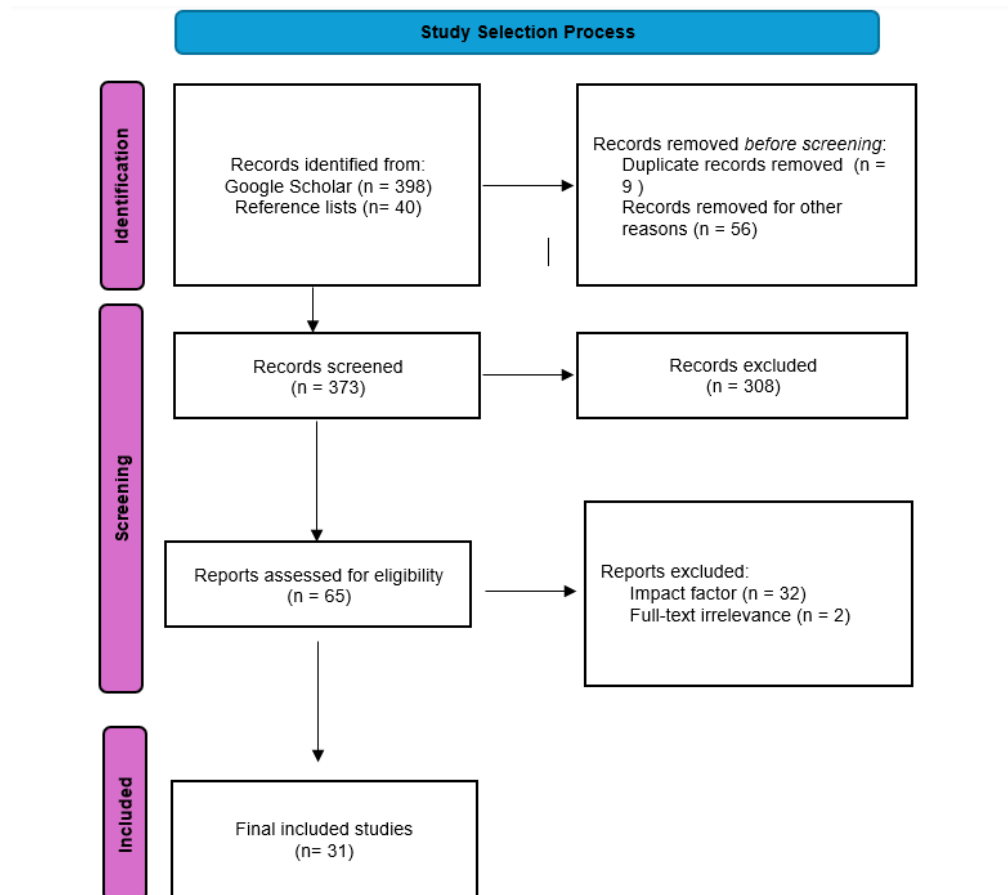 Study Selection Process
Identification
Records identified from:
Google Scholar (n = 398)
Reference lists (n= 40)
Records removed before screening:
Duplicate records removed  (n =
9 )
Records removed for other
reasons (n = 56)
Screening
Records screened
(n = 373)
Records excluded
(n = 308)
Reports assessed for eligibility
(n = 65)
Reports excluded:
Impact factor (n = 32)
Full-text irrelevance (n = 2)
Included
Final included studies
(n= 31)